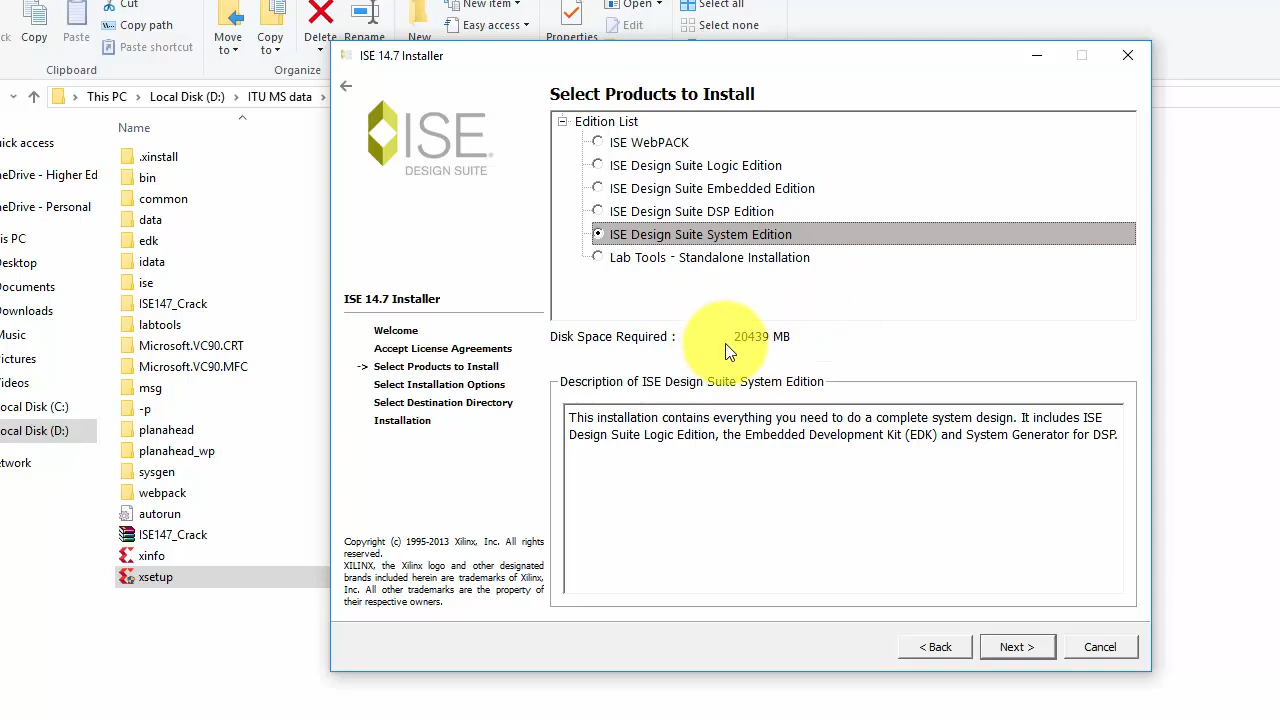 Cut
Copy path
Paste shortcut
Copy
Paste
Clipboard
Move to
Copy to
Delete
Rename
Organize
New item
Easy access
Properties
Open
Edit
Select all
Select none
This PC > Local Disk (D:) > ITU MS data >
uick access
neDrive - Higher Ed
neDrive - Personal
is PC
esktop
ocuments
ownloads
Music
ictures
ideos
ocal Disk (C:)
ocal Disk (D:)
etwork
Name
.xinstall
bin
common
data
edk
idata
ise
ISE147_Crack
labtools
Microsoft.VC90.CRT
Microsoft.VC90.MFC
msg
-p
planahead
planahead_wp
sysgen
webpack
autorun
ISE147_Crack
xinfo
xsetup
ISE 14.7 Installer
ISE.
DESIGN SUITE
ISE 14.7 Installer
Welcome
Accept License Agreements
-> Select Products to Install
Select Installation Options
Select Destination Directory
Installation
Copyright (c) 1995-2013 Xilinx, Inc. All rights
reserved.
XILINX, the Xilinx logo and other designated
brands included herein are trademarks of Xilinx,
Inc. All other trademarks are the property of
their respective owners.
Select Products to Install
Edition List
ISE WebPACK
ISE Design Suite Logic Edition
ISE Design Suite Embedded Edition
ISE Design Suite DSP Edition
ISE Design Suite System Edition
Lab Tools - Standalone Installation
Disk Space Required : 20439 MB
Description of ISE Design Suite System Edition
This installation contains everything you need to do a complete system design. It includes ISE
Design Suite Logic Edition, the Embedded Development Kit (EDK) and System Generator for DSP.
< Back
Next >
Cancel